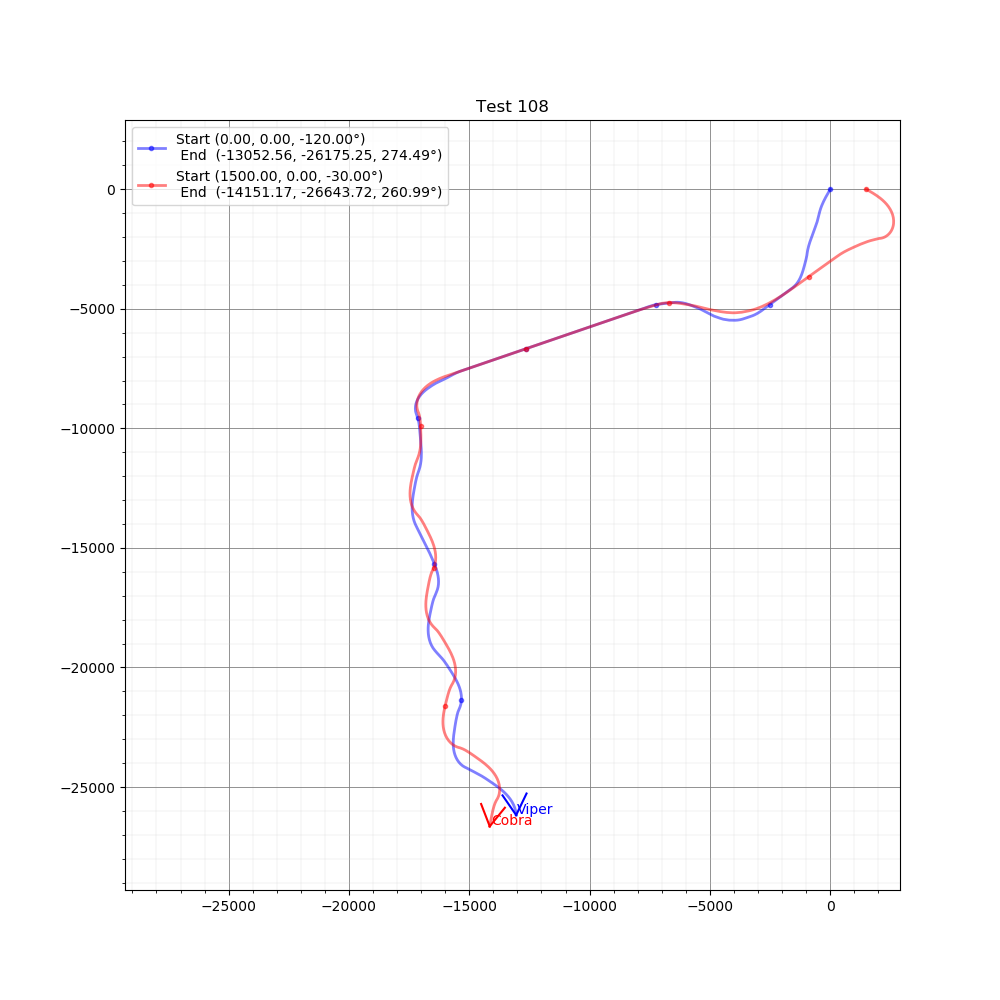 Test 108
Start (0.00, 0.00, -120.00°)
End  (-13052.56, -26175.25, 274.49°)
Start (1500.00, 0.00, -30.00°)
End  (-14151.17, -26643.72, 260.99°)
0
−5000
−10000
−15000
−20000
−25000
Viper
Cobra
−25000
−20000
−15000
−10000
−5000
0